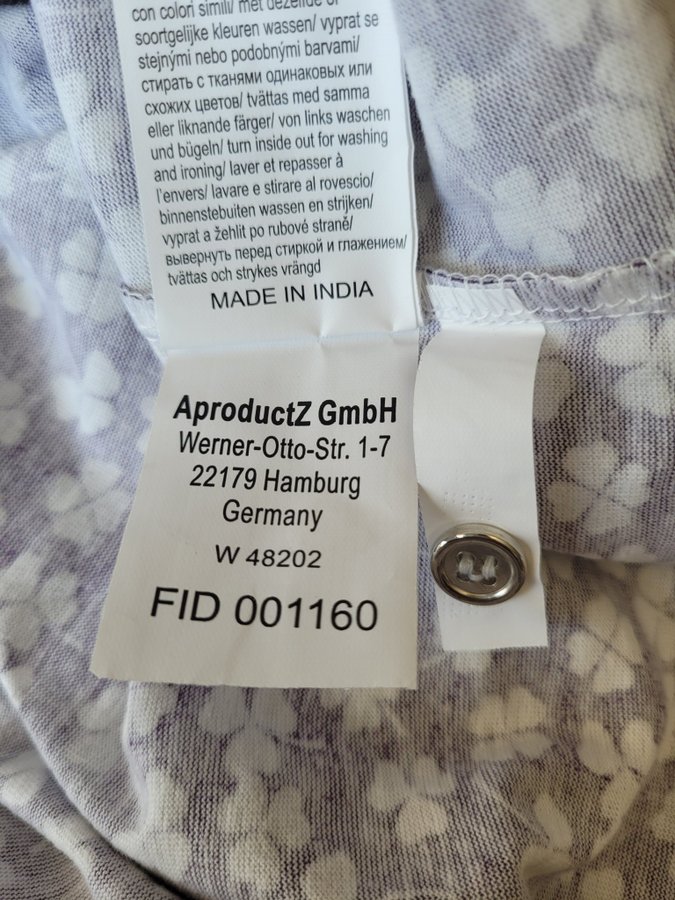 con colori simili/ met dezelfde of
soortgelijke kleuren wassen/ vyprat se
stejnými nebo podobnými barvami/
стирать с тканями одинаковых или
схожих цветов/ tvättas med samma
eller liknande färger/ von links waschen
und bügeln/ turn inside out for washing
and ironing/ laver et repasser à
l'envers/ lavare e stirare al rovescio/
binnenstebuiten wassen en strijken/
vyprat a žehlit po rubové straně/
вывернуть перед стиркой и глажением/
tvättas och strykes vrängd
MADE IN INDIA
AproductZ GmbH
Werner-Otto-Str. 1-7
22179 Hamburg
Germany
W 48202
FID 001160